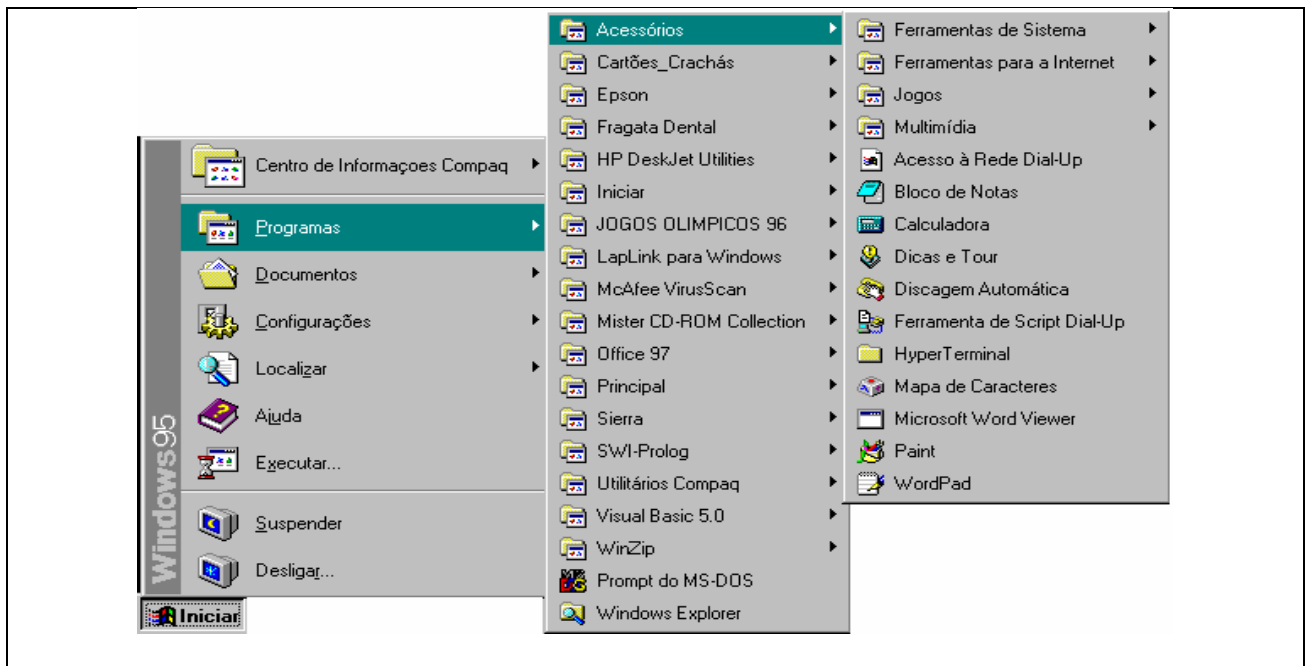 Centro de Informaçoes Compaq
Programas
Documentos
Configurações
Localizar
Ajuda
Executar...
Suspender
Desligar...
Windows95
Iniciar
Acessórios
Cartões_Crachás
Epson
Fragata Dental
HP DeskJet Utilities
Iniciar
JOGOS OLIMPICOS 96
LapLink para Windows
McAfee VirusScan
Mister CD-ROM Collection
Office 97
Principal
Sierra
SWI-Prolog
Utilitários Compaq
Visual Basic 5.0
WinZip
Prompt do MS-DOS
Windows Explorer
Ferramentas de Sistema
Ferramentas para a Internet
Jogos
Multimídia
Acesso à Rede Dial-Up
Bloco de Notas
Calculadora
Dicas e Tour
Discagem Automática
Ferramenta de Script Dial-Up
HyperTerminal
Mapa de Caracteres
Microsoft Word Viewer
Paint
WordPad